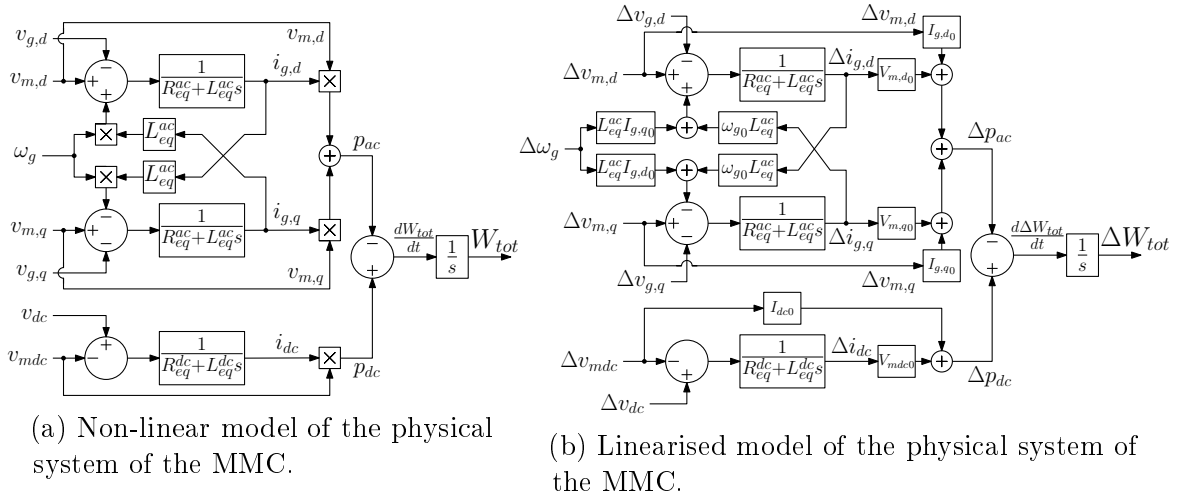 v_{g,d}
v_{m,d}
v_{m,d}
1
R_{eq}^{ac}+L_{eq}^{ac}s
i_{g,d}
L_{eq}^{ac}
ω_g
L_{eq}^{ac}
p_{ac}
v_{m,q}
1
R_{eq}^{ac}+L_{eq}^{ac}s
i_{g,q}
v_{g,q}
v_{m,q}
dW_{tot}
dt
1
s
W_{tot}
v_{dc}
v_{mdc}
1
R_{eq}^{dc}+L_{eq}^{dc}s
i_{dc}
p_{dc}
(a) Non-linear model of the physical
system of the MMC.
Δv_{g,d}
Δv_{m,d}
I_{g,d_0}
Δv_{m,d}
1
R_{eq}^{ac}+L_{eq}^{ac}s
Δi_{g,d}
V_{m,d_0}
L_{eq}^{ac}I_{g,q_0}
ω_{g0}L_{eq}^{ac}
Δω_g
Δp_{ac}
L_{eq}^{ac}I_{g,d_0}
ω_{g0}L_{eq}^{ac}
Δv_{m,q}
1
R_{eq}^{ac}+L_{eq}^{ac}s
Δi_{g,q}
V_{m,q_0}
Δv_{g,q}
Δv_{m,q}
I_{g,q_0}
dΔW_{tot}
dt
1
s
ΔW_{tot}
I_{dc0}
Δv_{mdc}
1
R_{eq}^{dc}+L_{eq}^{dc}s
Δi_{dc}
V_{mdc0}
Δp_{dc}
Δv_{dc}
(b) Linearised model of the physical system of
the MMC.